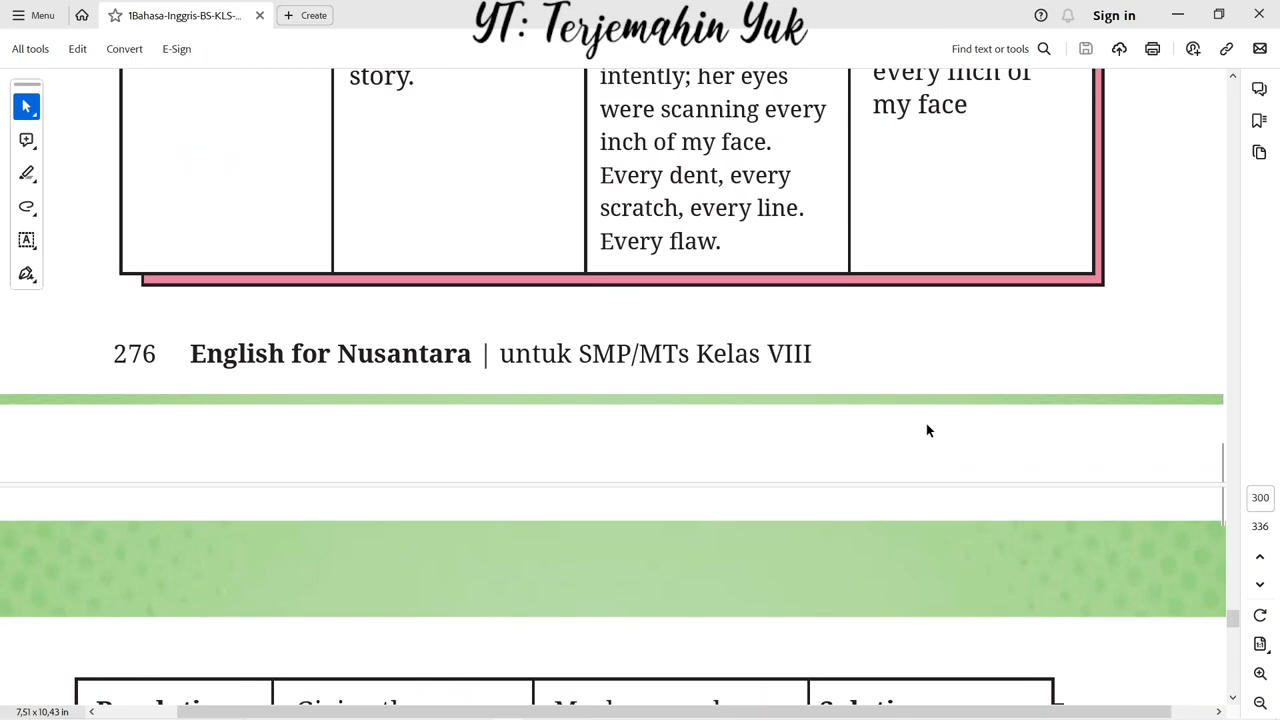 Menu
1Bahasa-Inggris-BS-KLS-...
Create
YT: Terjemahin Yuk
Sign in
All tools
Edit
Convert
E-Sign
Find text or tools
story.
intently; her eyes
were scanning every
inch of my face.
Every dent, every
scratch, every line.
Every flaw.
every inch of
my face
276 English for Nusantara | untuk SMP/MTs Kelas VIII
300
336
7,51 x 10,43 in